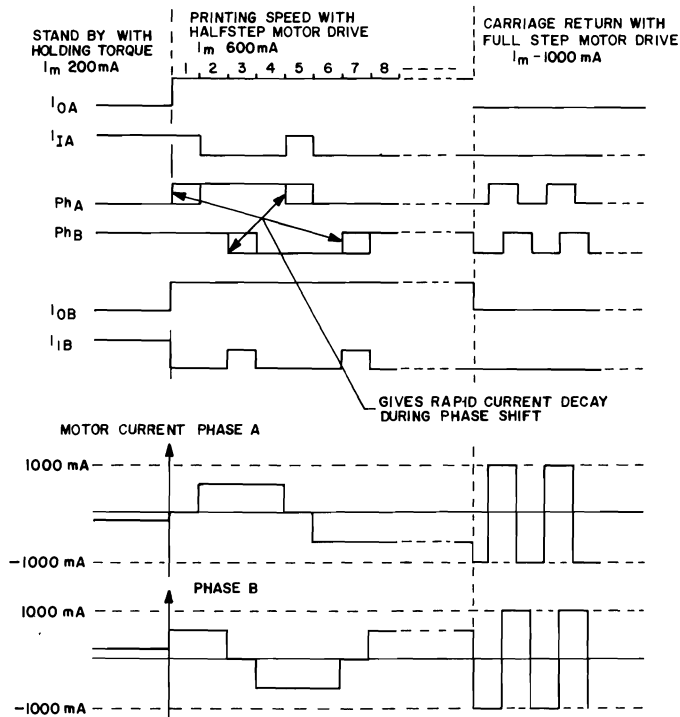 STAND BY WITH
HOLDING TORQUE
Im 200mA
PRINTING SPEED WITH
HALFSTEP MOTOR DRIVE
Im 600mA
1 2 3 4 5 6 7 8
CARRIAGE RETURN WITH
FULL STEP MOTOR DRIVE
Im -1000 mA
I0A
IIA
PhA
PhB
I0B
IIB
GIVES RAPID CURRENT DECAY
DURING PHASE SHIFT
MOTOR CURRENT PHASE A
1000 mA
-1000 mA
PHASE B
1000 mA
-1000 mA